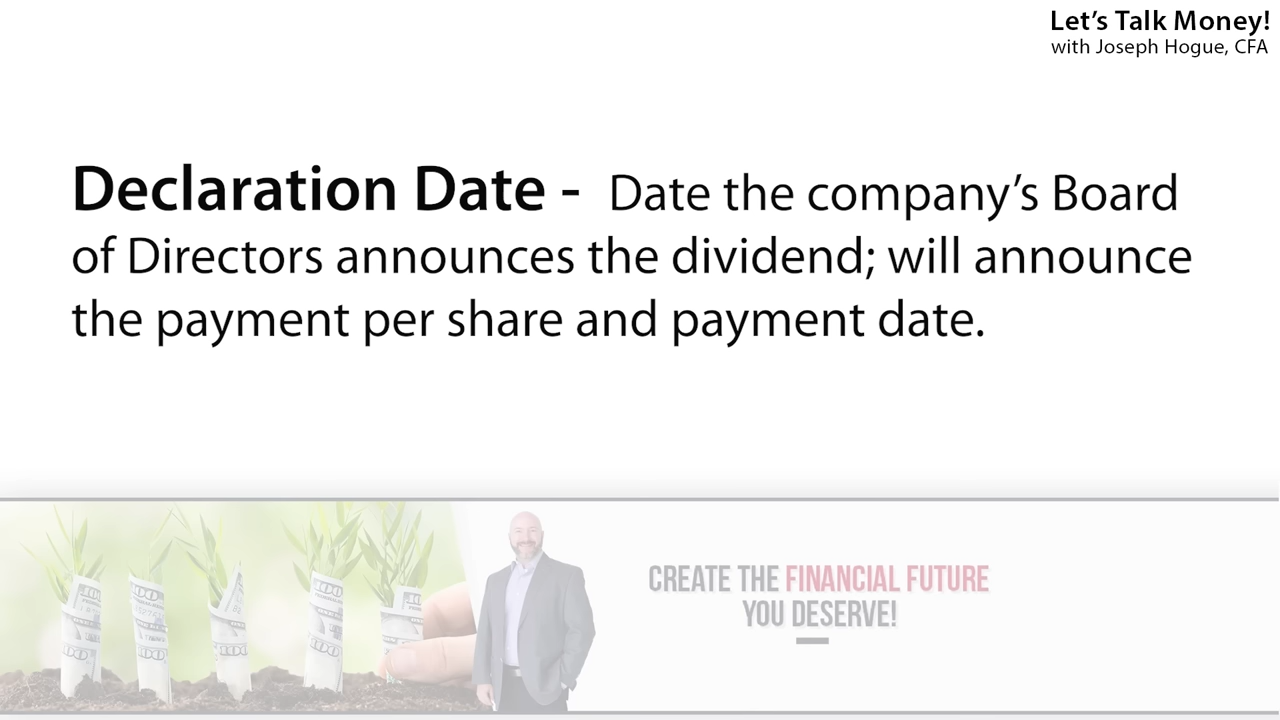 Let's Talk Money!
with Joseph Hogue, CFA
Declaration Date - Date the company's Board
of Directors announces the dividend; will announce
the payment per share and payment date.
CREATE THE FINANCIAL FUTURE
YOU DESERVE!